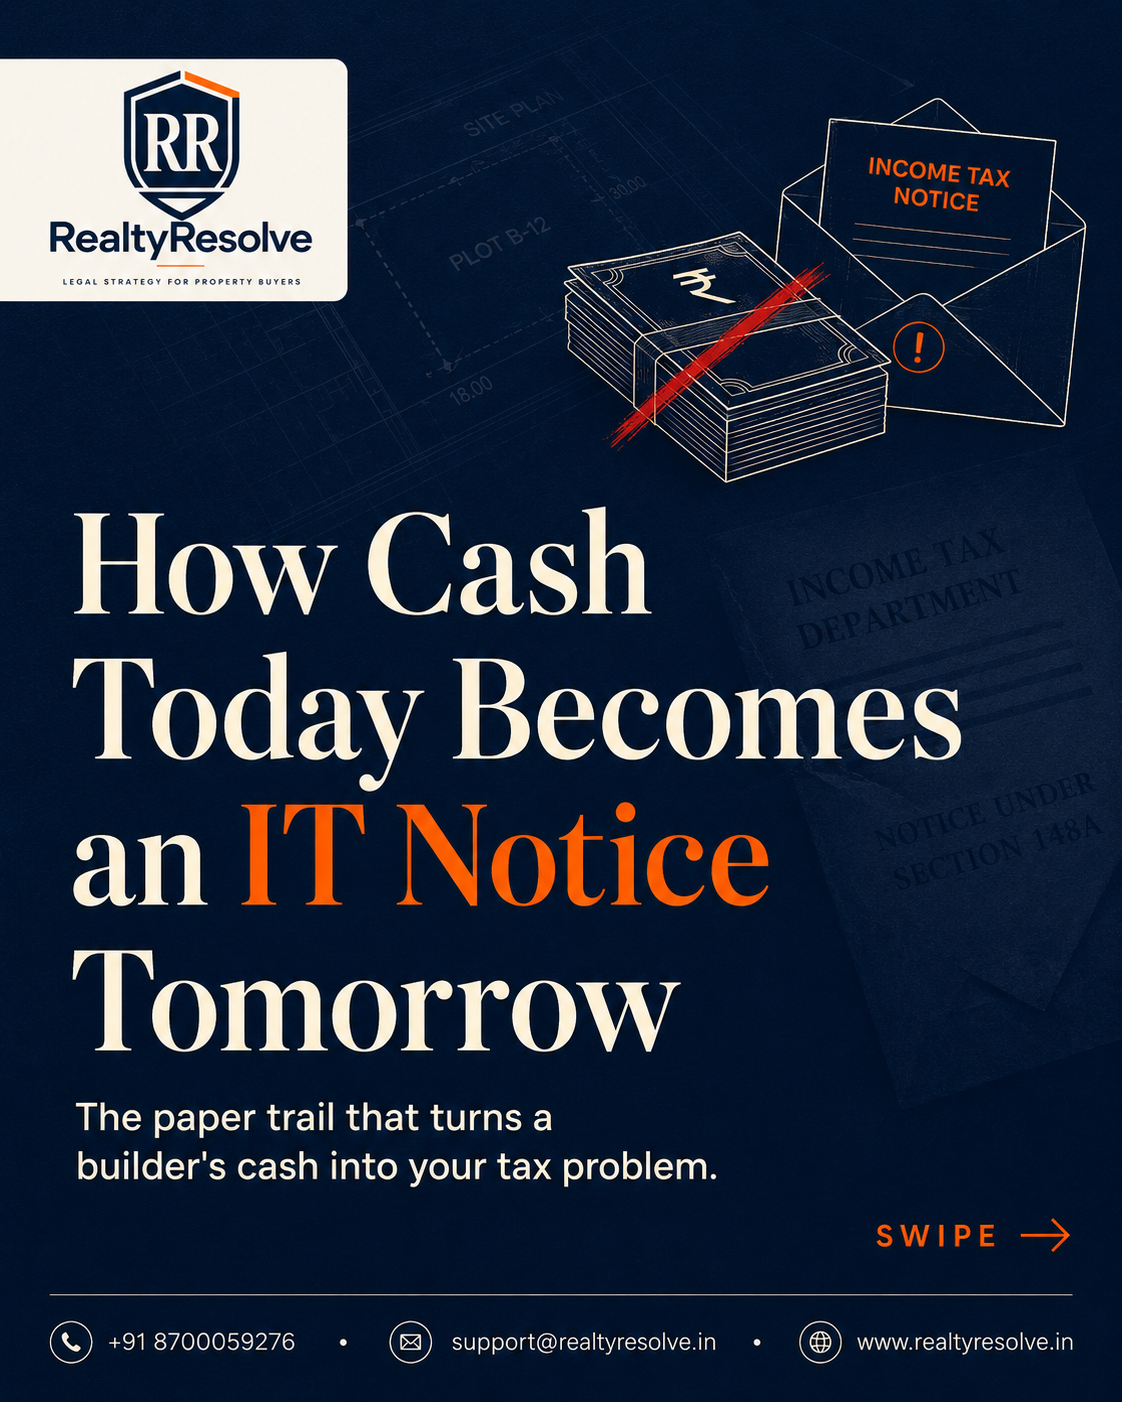 RR
RealtyResolve
LEGAL STRATEGY FOR PROPERTY BUYERS
SITE PLAN
30.00
PLOT B-12
18.00
INCOME TAX
NOTICE
₹
!
How Cash
Today Becomes
an IT Notice
Tomorrow
INCOME TAX
DEPARTMENT
NOTICE UNDER
SECTION 148A
The paper trail that turns a
builder's cash into your tax problem.
SWIPE →
+91 8700059276 • support@realtyresolve.in • www.realtyresolve.in